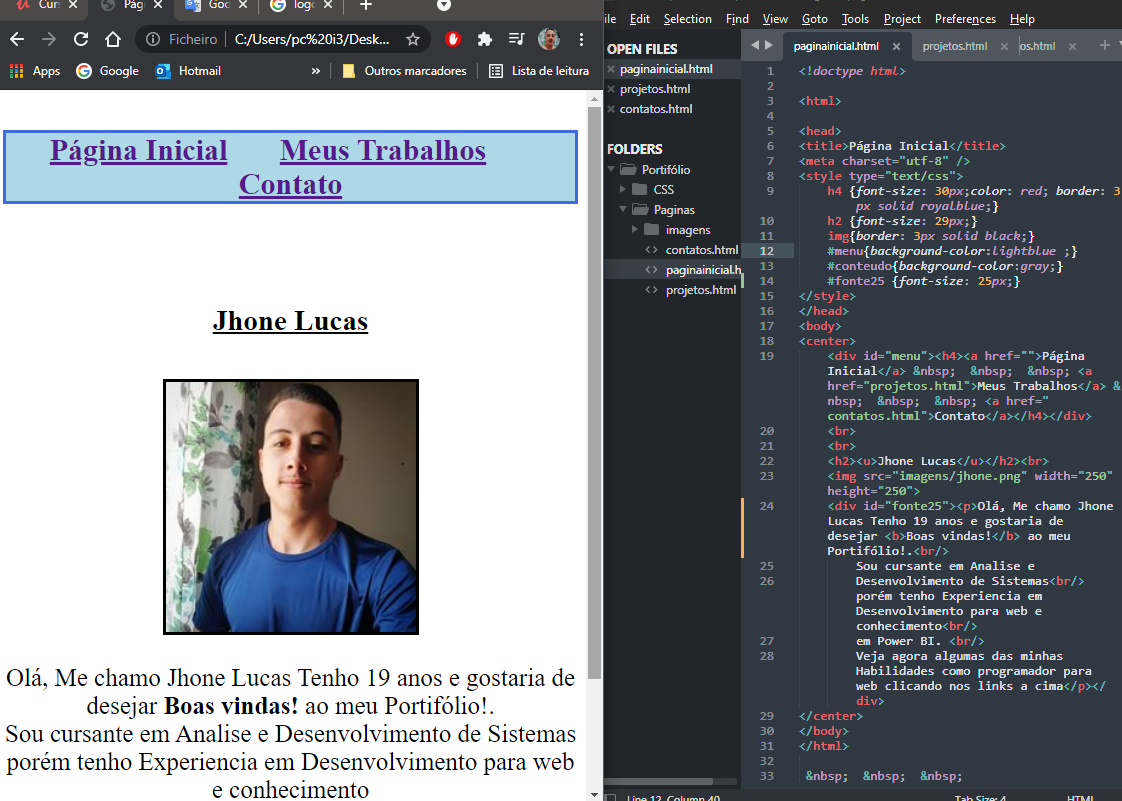 Cur
Pág
Goo
logo
Ficheiro
C:/Users/pc%20i3/Desk...
Apps
Google
Hotmail
»
Outros marcadores
Lista de leitura
Página Inicial Meus Trabalhos
Contato
Jhone Lucas
Olá, Me chamo Jhone Lucas Tenho 19 anos e gostaria de
desejar Boas vindas! ao meu Portifólio!.
Sou cursante em Analise e Desenvolvimento de Sistemas
porém tenho Experiencia em Desenvolvimento para web
e conhecimento
ile Edit Selection Find View Goto Tools Project Preferences Help
OPEN FILES
paginainicial.html
projetos.html
contatos.html
FOLDERS
Portifólio
CSS
Paginas
imagens
contatos.html
paginainicial.h
projetos.html
paginainicial.html projetos.html os.html
1 <!doctype html>
2
3 <html>
4
5 <head>
6 <title>Página Inicial</title>
7 <meta charset="utf-8" />
8 <style type="text/css">
9 h4 {font-size: 30px;color: red; border: 3
px solid royalblue;}
10 h2 {font-size: 29px;}
11 img{border: 3px solid black;}
12 #menu{background-color:lightblue ;}
13 #conteudo{background-color:gray;}
14 #fonte25 {font-size: 25px;}
15 </style>
16 </head>
17 <body>
18 <center>
19 <div id="menu"><h4><a href="">Página
Inicial</a> &nbsp; &nbsp; &nbsp; <a
href="projetos.html">Meus Trabalhos</a> &
nbsp; &nbsp; &nbsp; <a href="
contatos.html">Contato</a></h4></div>
20 <br>
21 <br>
22 <h2><u>Jhone Lucas</u></h2><br>
23 <img src="imagens/jhone.png" width="250"
height="250">
24 <div id="fonte25"><p>Olá, Me chamo Jhone
Lucas Tenho 19 anos e gostaria de
desejar <b>Boas vindas!</b> ao meu
Portifólio!.<br/>
25 Sou cursante em Analise e
26 Desenvolvimento de Sistemas<br/>
porém tenho Experiencia em
Desenvolvimento para web e
conhecimento<br/>
27 em Power BI. <br/>
28 Veja agora algumas das minhas
Habilidades como programador para
web clicando nos links a cima</p></
div>
29 </center>
30 </body>
31 </html>
32
33 &nbsp; &nbsp; &nbsp;
Line 12, Column 40 Tab Size: 4 HTML